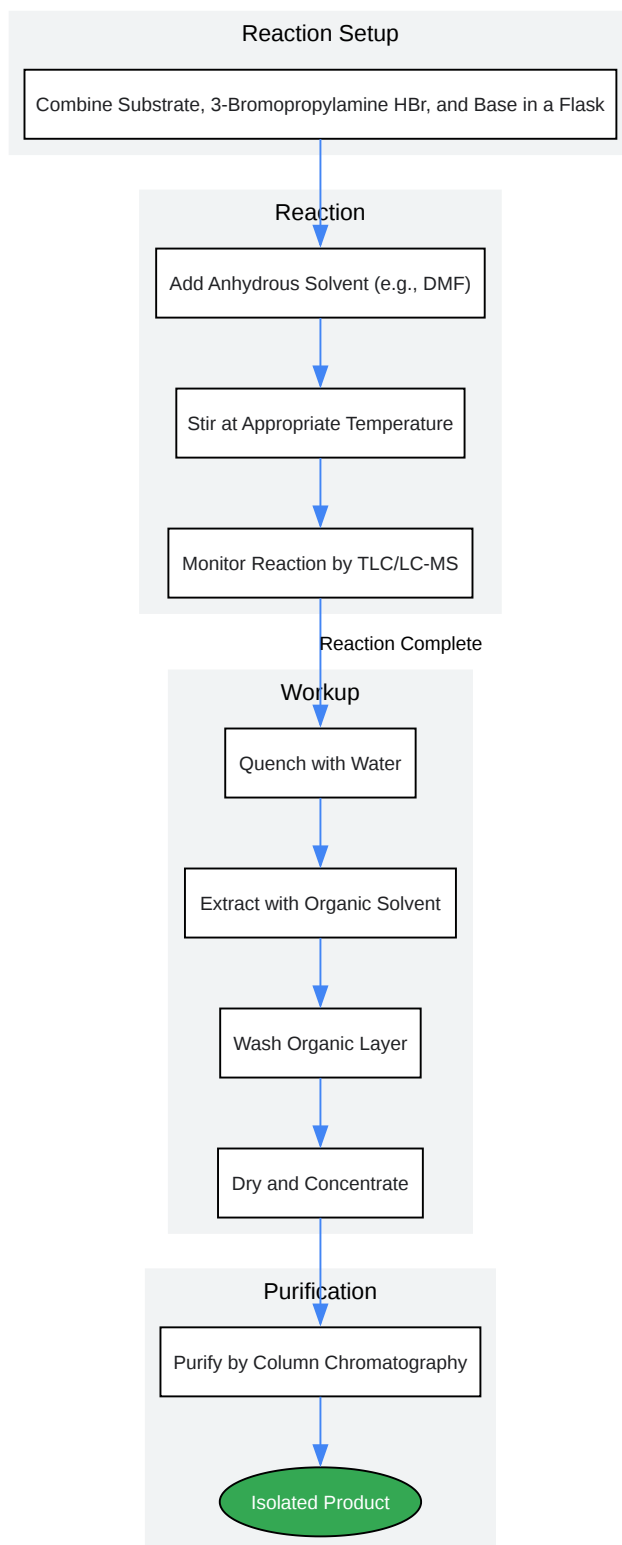 Reaction Setup
Combine Substrate, 3-Bromopropylamine HBr, and Base in a Flask
Reaction
Add Anhydrous Solvent (e.g., DMF)
Stir at Appropriate Temperature
Monitor Reaction by TLC/LC-MS
Reaction Complete
Workup
Quench with Water
Extract with Organic Solvent
Wash Organic Layer
Dry and Concentrate
Purification
Purify by Column Chromatography
Isolated Product